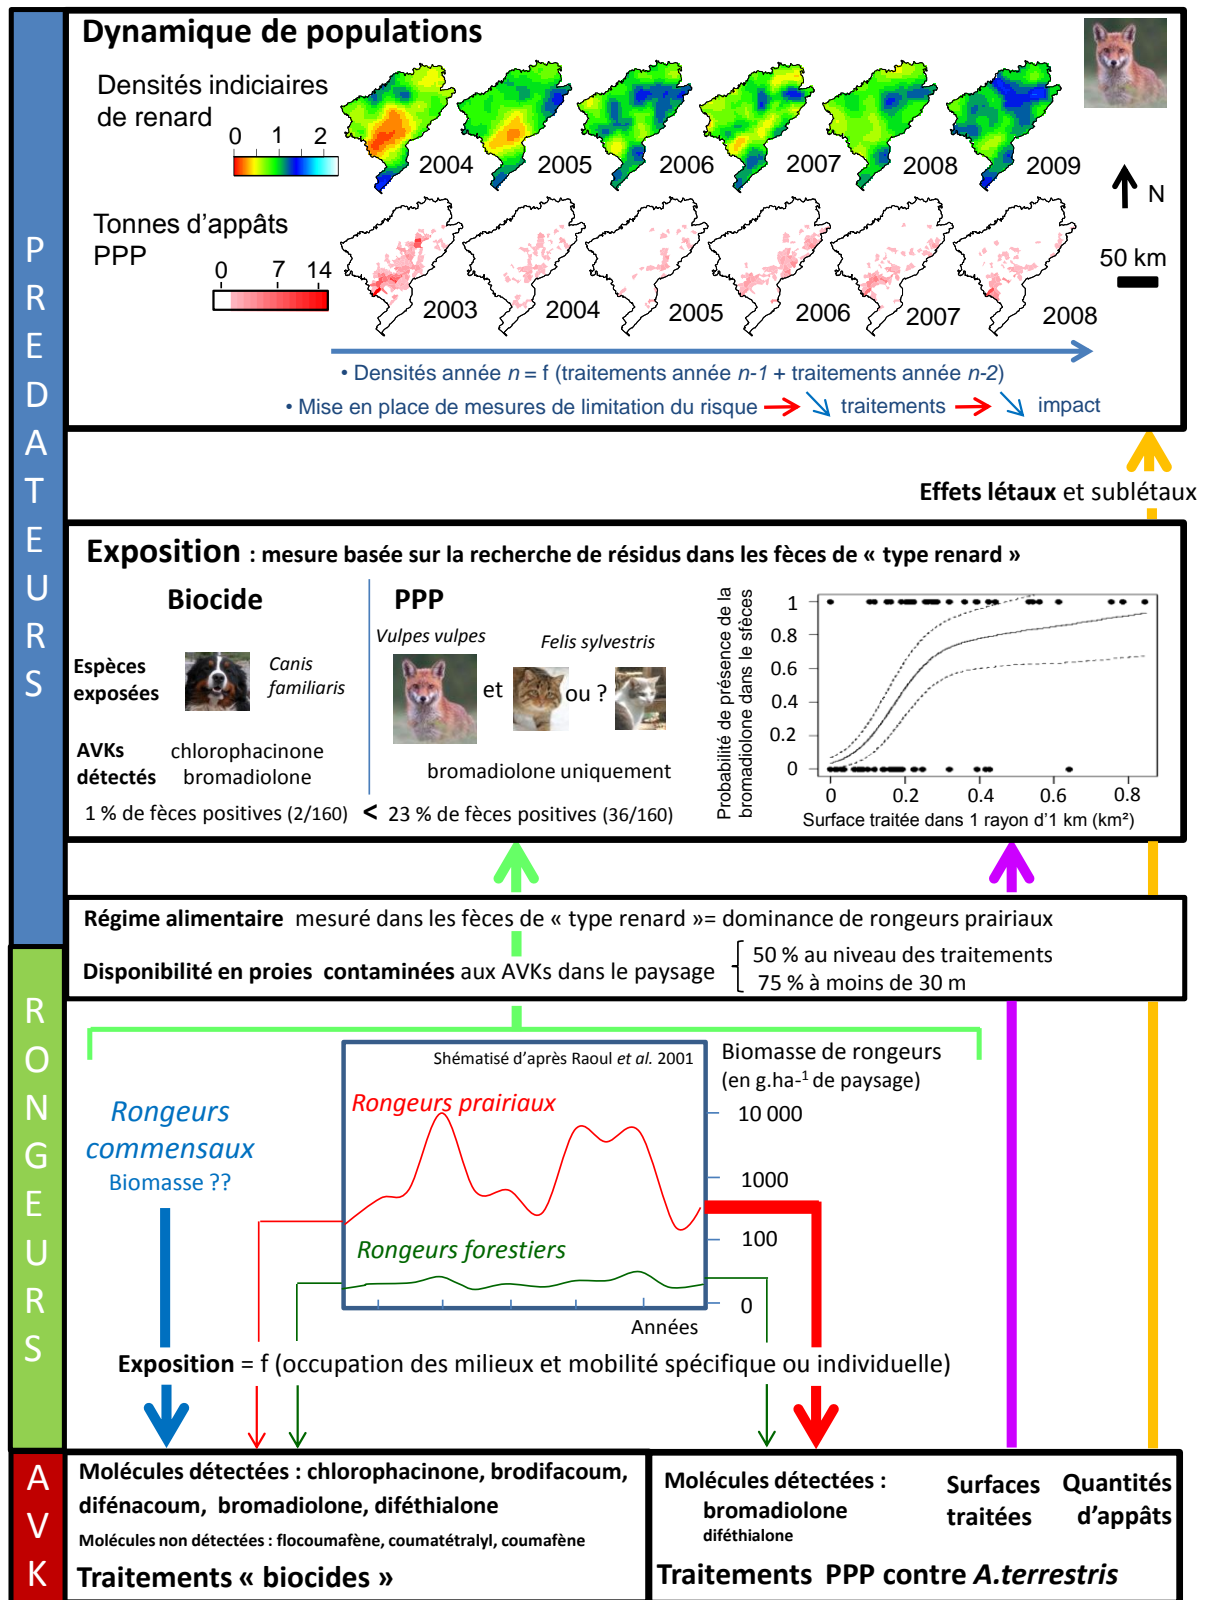 Dynamique de populations
Densités indiciaires
de renard
0 1 2
2004 2005 2006 2007 2008 2009
N
Tonnes d'appâts
PPP
0 7 14
50 km
2003 2004 2005 2006 2007 2008
• Densités année n = f (traitements année n-1 + traitements année n-2)
• Mise en place de mesures de limitation du risque traitements impact
PREDATEURS
Effets létaux et sublétaux
Exposition : mesure basée sur la recherche de résidus dans les fèces de « type renard »
Biocide PPP
Vulpes vulpes
Felis sylvestris
Espèces
exposées
Canis
familiaris
et ou ?
AVKs
détectés
chlorophacinone
bromadiolone
bromadiolone uniquement
1 % de fèces positives (2/160) < 23 % de fèces positives (36/160)
Probabilité de présence de la
bromadiolone dans le sfèces
1
0.8
0.6
0.4
0.2
0
0 0.2 0.4 0.6 0.8
Surface traitée dans 1 rayon d'1 km (km²)
Régime alimentaire mesuré dans les fèces de « type renard »= dominance de rongeurs prairiaux
Disponibilité en proies contaminées aux AVKs dans le paysage
50 % au niveau des traitements
75 % à moins de 30 m
RONGEURS
Shématisé d'après Raoul et al. 2001
Biomasse de rongeurs
(en g.ha-¹ de paysage)
Rongeurs prairiaux
Rongeurs
commensaux
Biomasse ??
10 000
1000
100
0
Rongeurs forestiers
Années
Exposition = f (occupation des milieux et mobilité spécifique ou individuelle)
AVK
Molécules détectées : chlorophacinone, brodifacoum,
difénacoum, bromadiolone, diféthialone
Molécules non détectées : flocoumafène, coumatétralyl, coumafène
Traitements « biocides »
Molécules détectées :
bromadiolone
diféthialone
Surfaces
traitées
Quantités
d'appâts
Traitements PPP contre A.terrestris